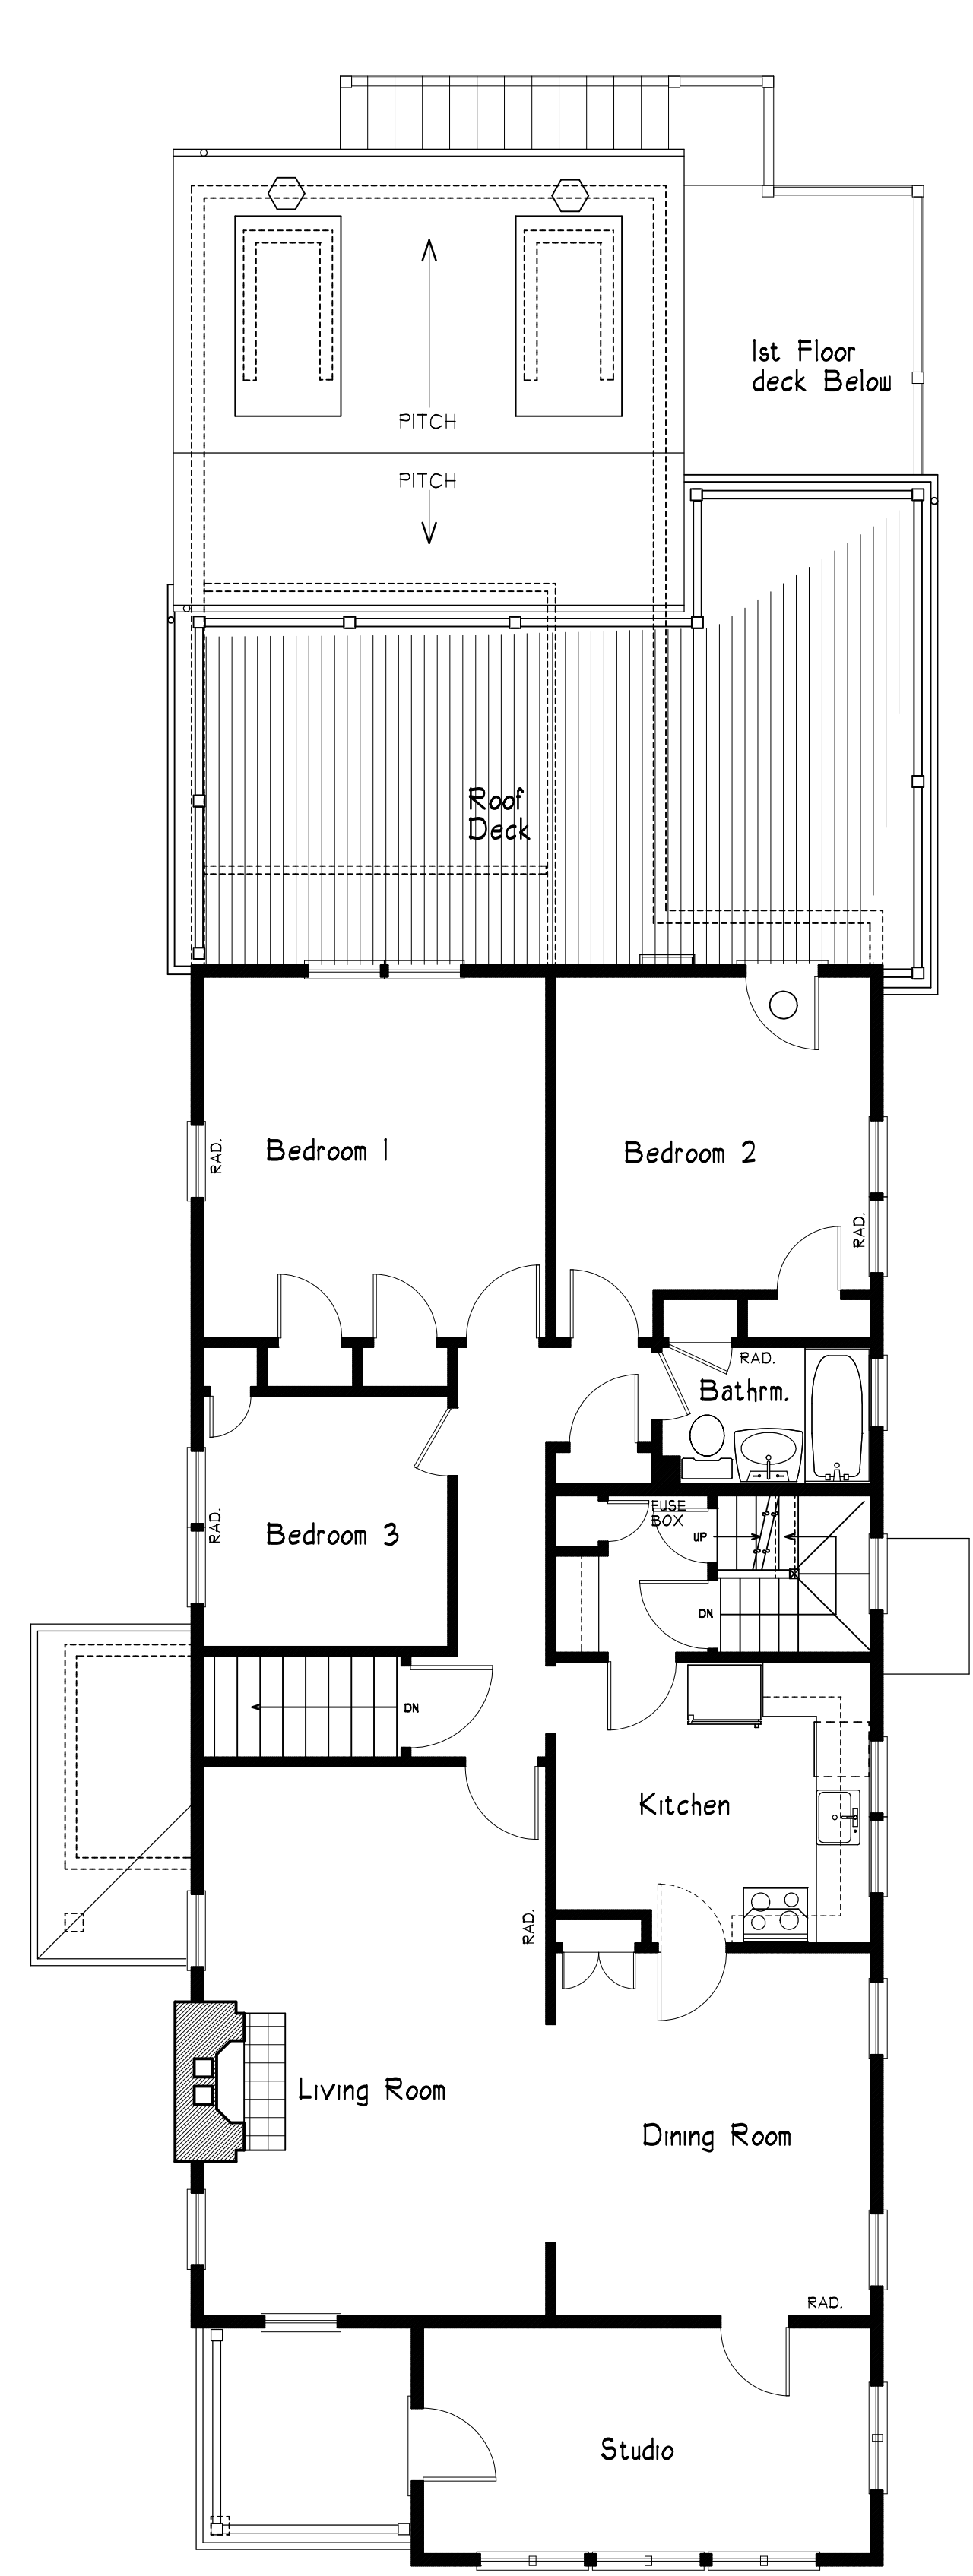 1st Floor
deck Below
PITCH
PITCH
Roof
Deck
Bedroom 1
RAD.
Bedroom 2
RAD.
RAD.
Bathrm.
FUSE
BOX
UP
RAD.
Bedroom 3
DN
DN
Kitchen
RAD.
Living Room
Dining Room
RAD.
Studio